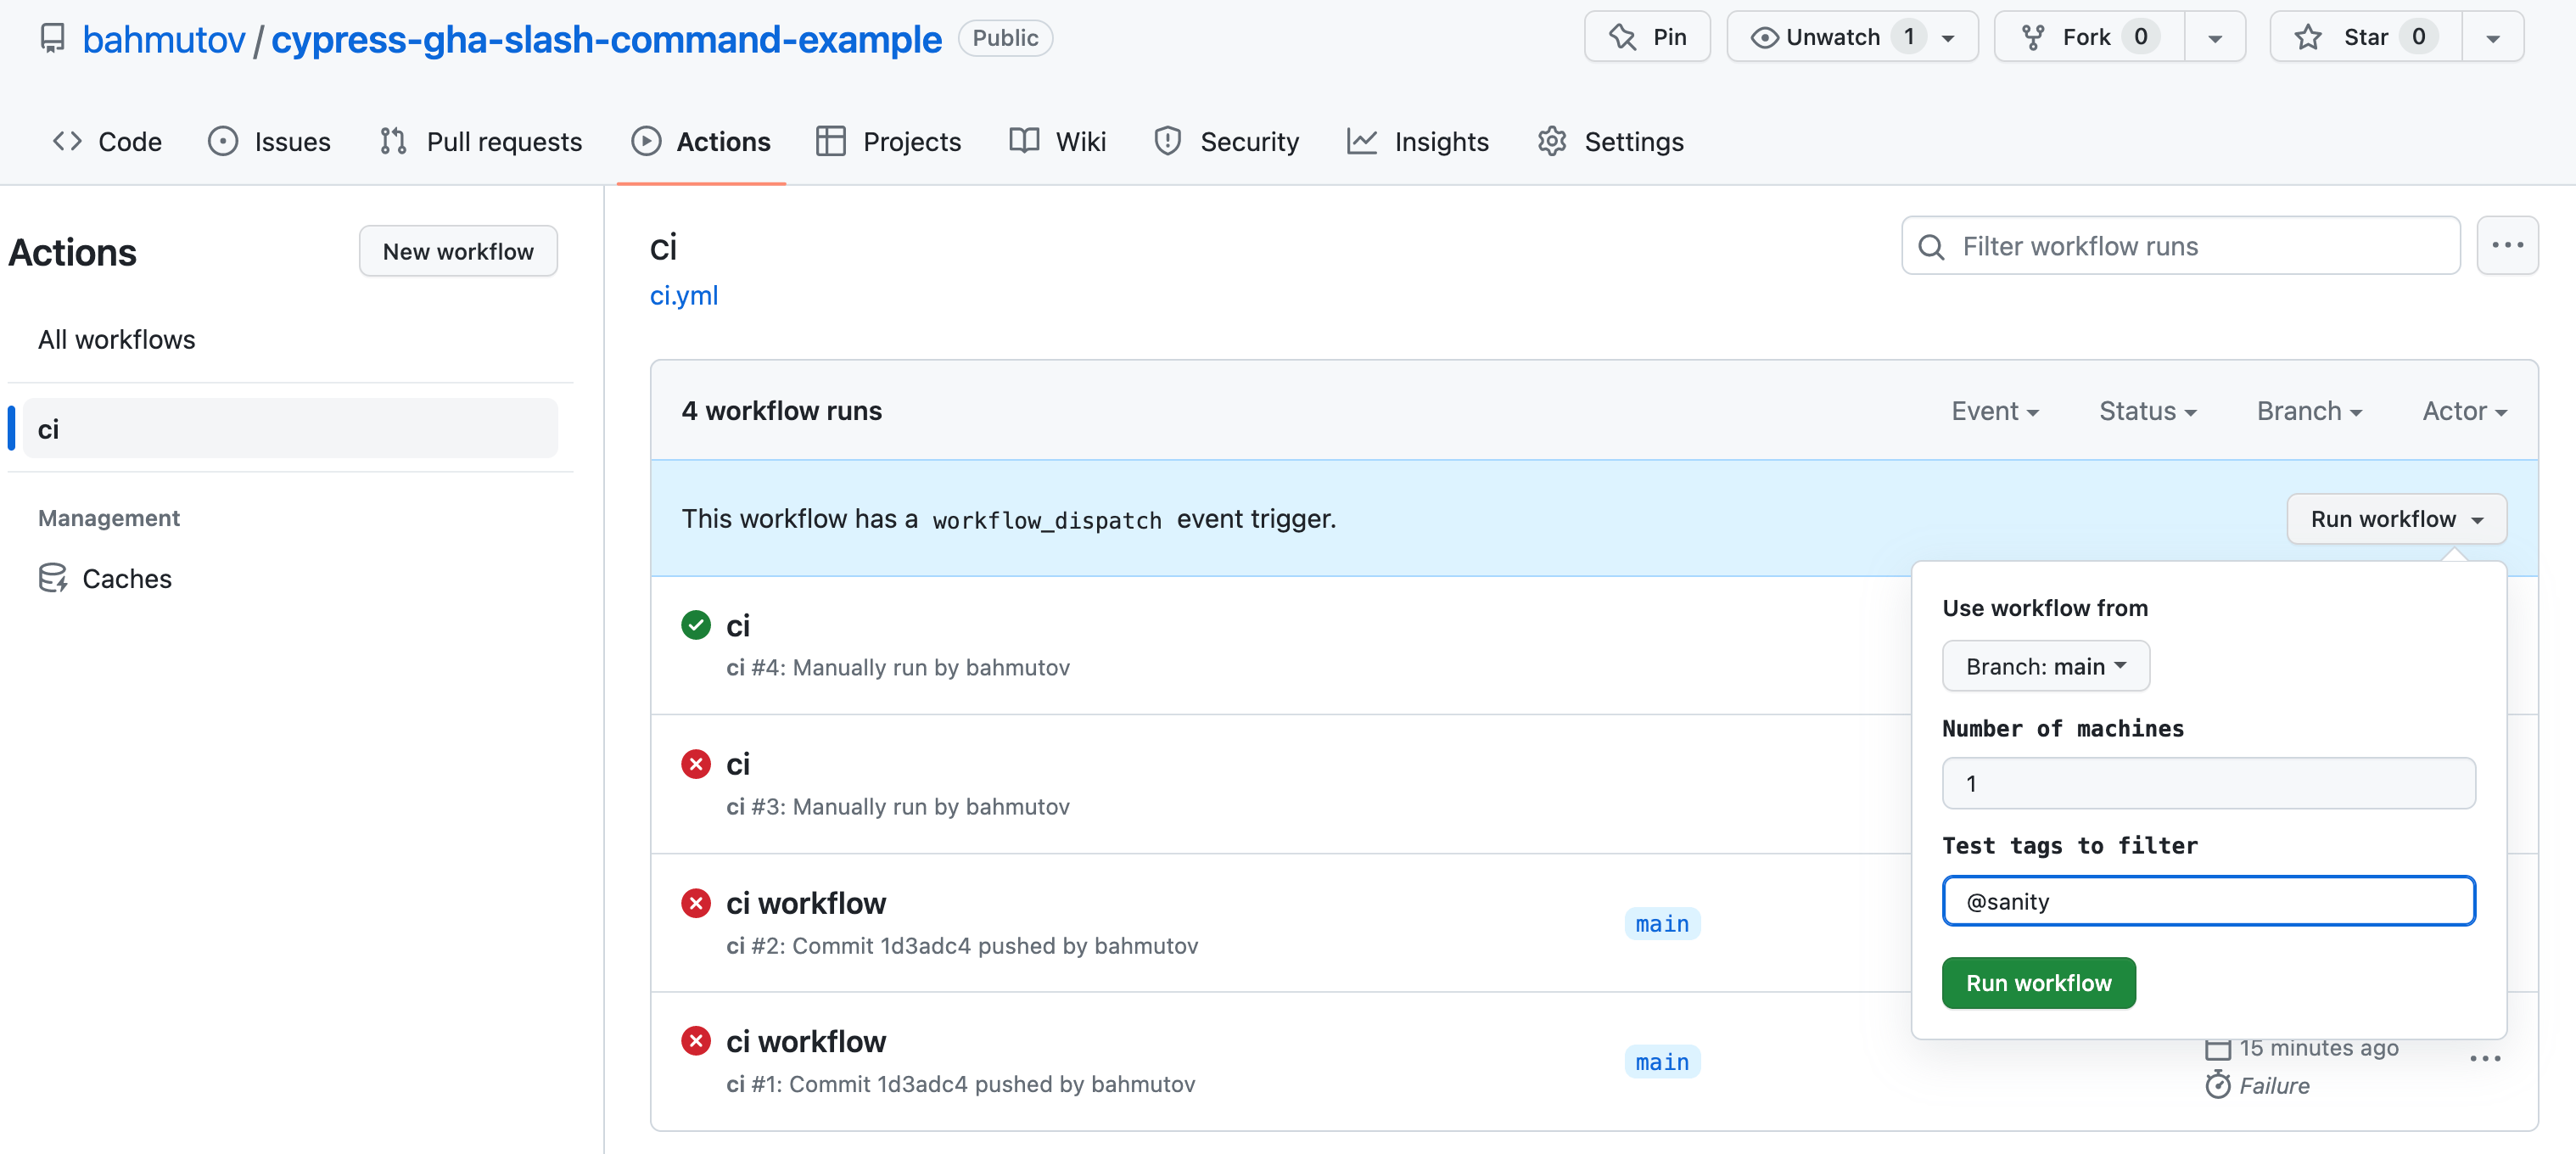 bahmutov / cypress-gha-slash-command-example Public
Pin
Unwatch 1
Fork 0
Star 0
Code
Issues
Pull requests
Actions
Projects
Wiki
Security
Insights
Settings
Actions
New workflow
All workflows
ci
Management
Caches
ci
ci.yml
Filter workflow runs
4 workflow runs
Event
Status
Branch
Actor
This workflow has a workflow_dispatch event trigger.
Run workflow
ci
ci #4: Manually run by bahmutov
ci
ci #3: Manually run by bahmutov
ci workflow
ci #2: Commit 1d3adc4 pushed by bahmutov
main
ci workflow
ci #1: Commit 1d3adc4 pushed by bahmutov
main
15 minutes ago
Failure
Use workflow from
Branch: main
Number of machines
1
Test tags to filter
@sanity
Run workflow